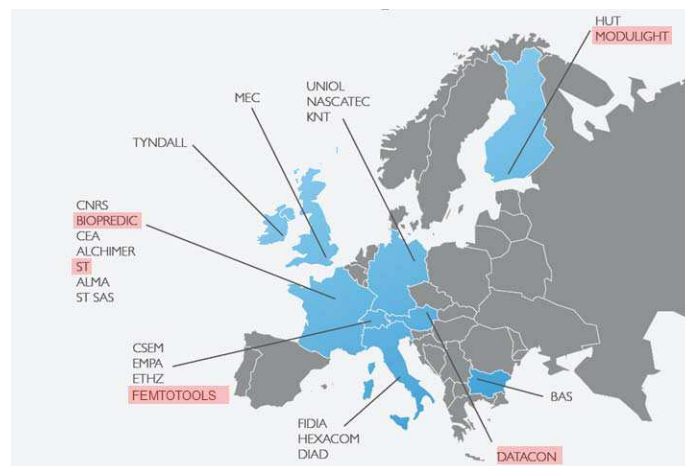 HUT
MODULIGHT
UNIOL
NASCATEC
KNT
MEC
TYNDALL
CNRS
BIOPREDIC
CEA
ALCHIMER
ST
ALMA
ST SAS
CSEM
EMPA
ETHZ
FEMTOTOOLS
BAS
FIDIA
HEXACOM
DIAD
DATACON